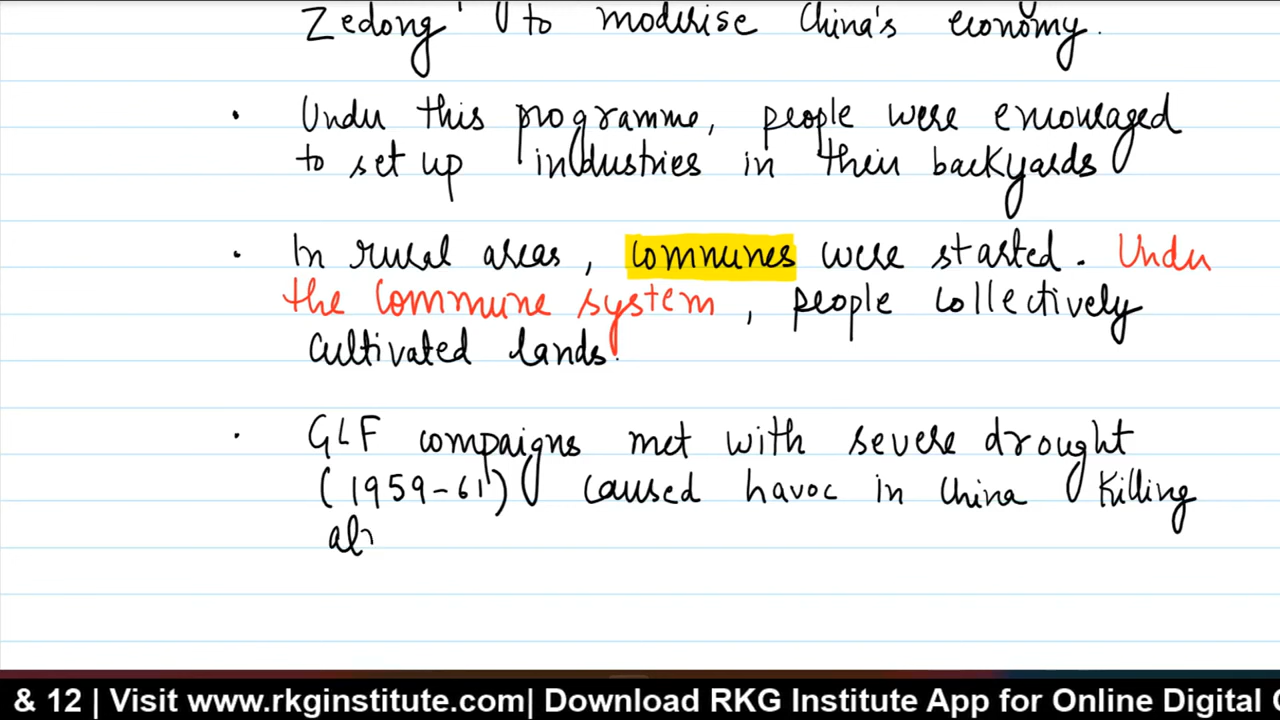 Zedong' to moderise China's economy.
• Under this programme, people were encouraged
to set up industries in their backyards
• In rural areas, communes were started. Under
the commune system, people collectively
cultivated lands.
• GLF compaigns met with severe drought
(1959-61) caused havoc in China Killing
& 12 | Visit www.rkginstitute.com| Download RKG Institute App for Online Digital C